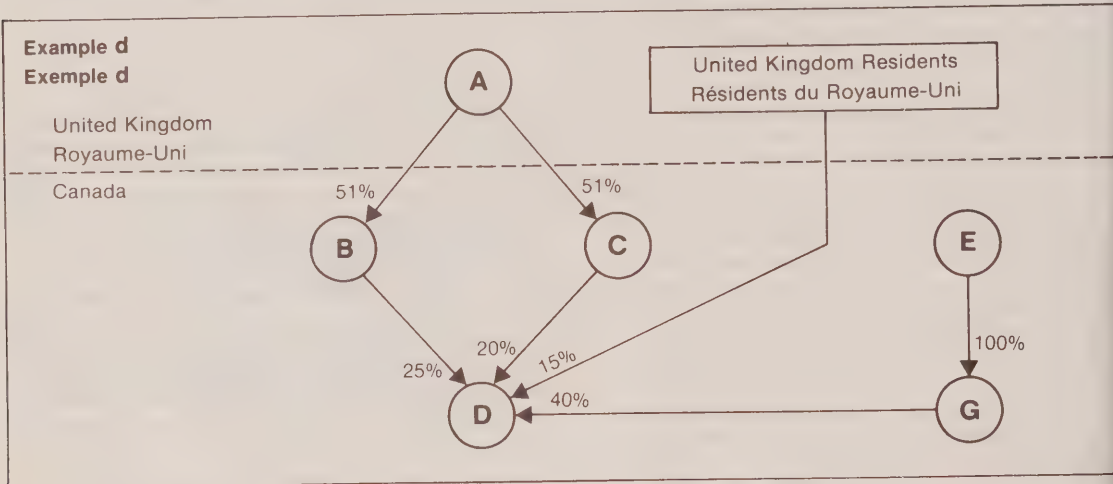 Example d
Exemple d
A
United Kingdom Residents
Résidents du Royaume-Uni
United Kingdom
Royaume-Uni
Canada
51%
51%
B
C
E
25%
20%
15%
40%
100%
D
G